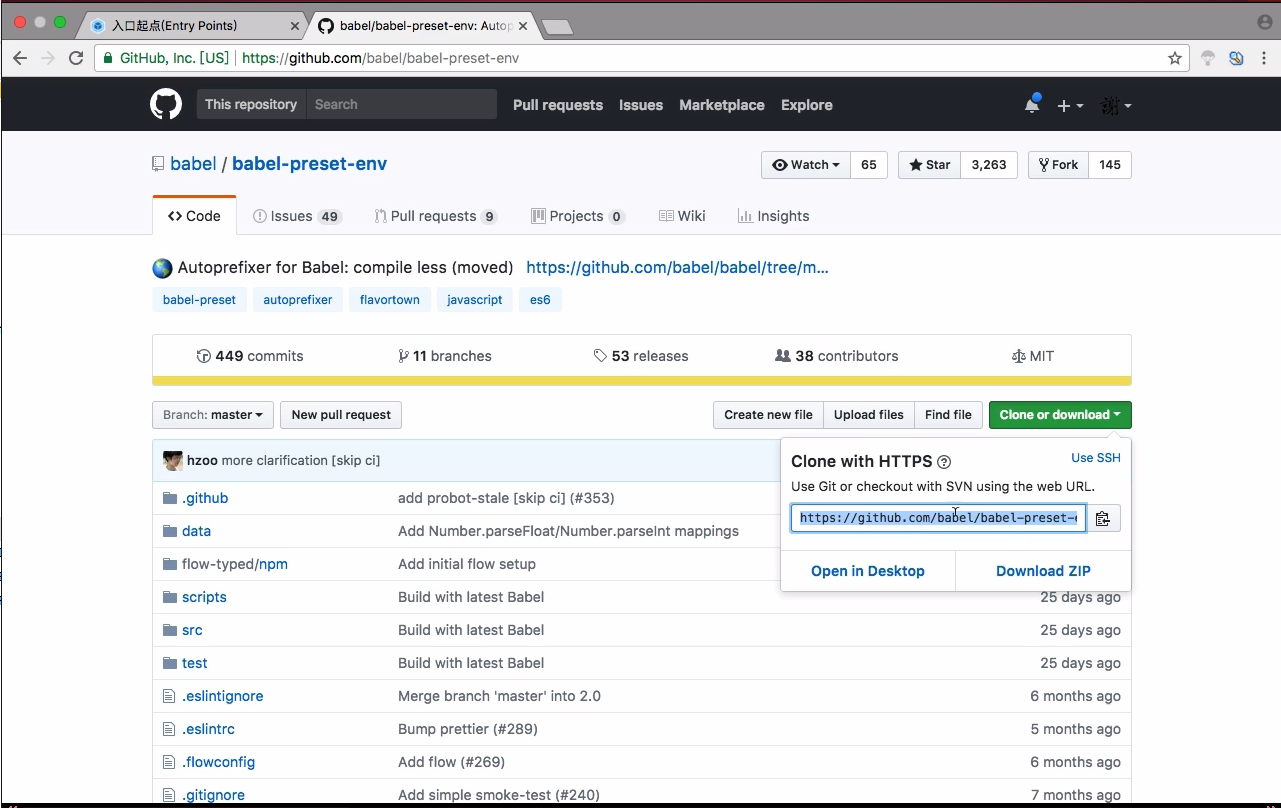 入口起点(Entry Points)
babel/babel-preset-env: Autop
GitHub, Inc. [US] https://github.com/babel/babel-preset-env
This repository Search Pull requests Issues Marketplace Explore
babel / babel-preset-env
Watch 65 Star 3,263 Fork 145
Code Issues 49 Pull requests 9 Projects 0 Wiki Insights
Autoprefixer for Babel: compile less (moved) https://github.com/babel/babel/tree/m...
babel-preset autoprefixer flavortown javascript es6
449 commits 11 branches 53 releases 38 contributors MIT
Branch: master New pull request Create new file Upload files Find file Clone or download
hzoo more clarification [skip ci]
Clone with HTTPS Use SSH
Use Git or checkout with SVN using the web URL.
https://github.com/babel/babel-preset-
Open in Desktop Download ZIP
.github add probot-stale [skip ci] (#353)
data Add Number.parseFloat/Number.parseInt mappings
flow-typed/npm Add initial flow setup
scripts Build with latest Babel 25 days ago
src Build with latest Babel 25 days ago
test Build with latest Babel 25 days ago
.eslintignore Merge branch 'master' into 2.0 6 months ago
.eslintrc Bump prettier (#289) 5 months ago
.flowconfig Add flow (#269) 6 months ago
.gitignore Add simple smoke-test (#240) 7 months ago